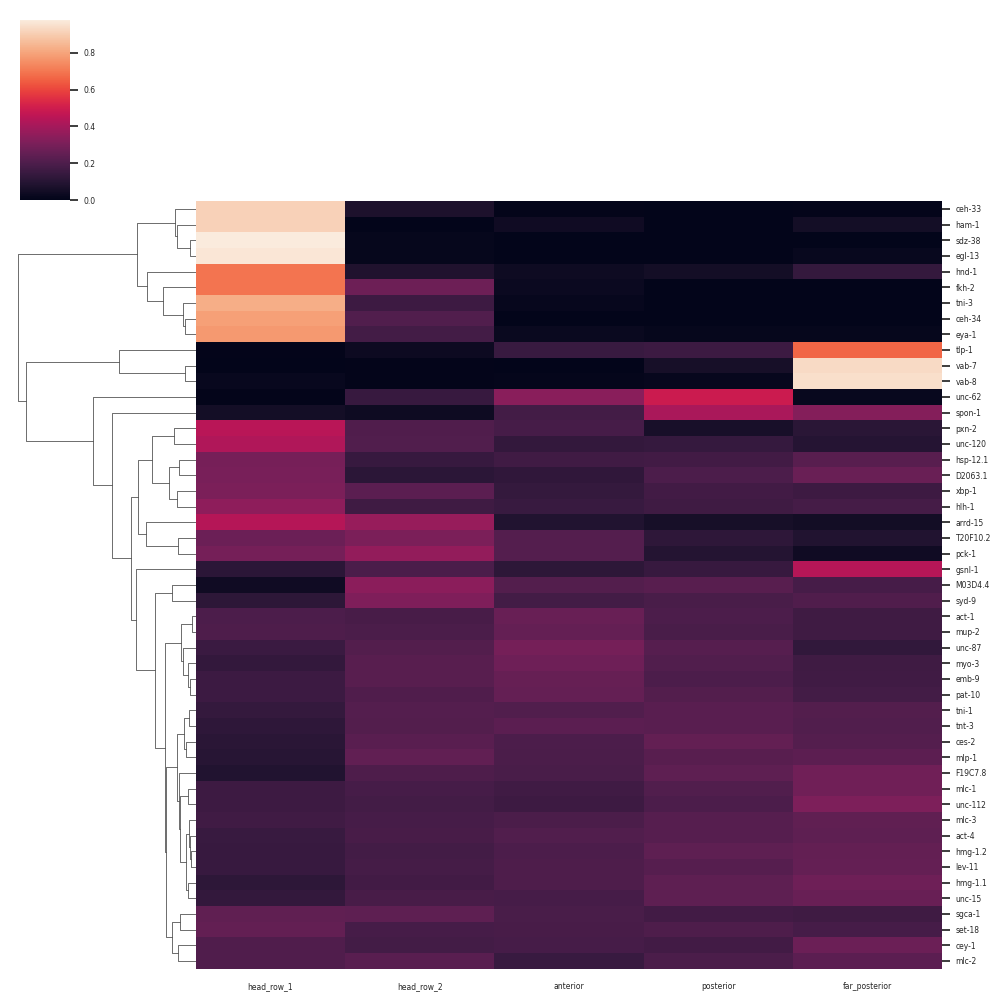 0.8
0.6
0.4
0.2
0.0
ceh-33
ham-1
sdz-38
egl-13
hnd-1
fkh-2
tni-3
ceh-34
eya-1
tlp-1
vab-7
vab-8
unc-62
spon-1
pxn-2
unc-120
hsp-12.1
D2063.1
xbp-1
hlh-1
arrd-15
T20F10.2
pck-1
gsnl-1
M03D4.4
syd-9
act-1
mup-2
unc-87
myo-3
emb-9
pat-10
tni-1
tnt-3
ces-2
mlp-1
F19C7.8
mlc-1
unc-112
mlc-3
act-4
hmg-1.2
lev-11
hmg-1.1
unc-15
sgca-1
set-18
cey-1
mlc-2
head_row_1 head_row_2 anterior posterior far_posterior